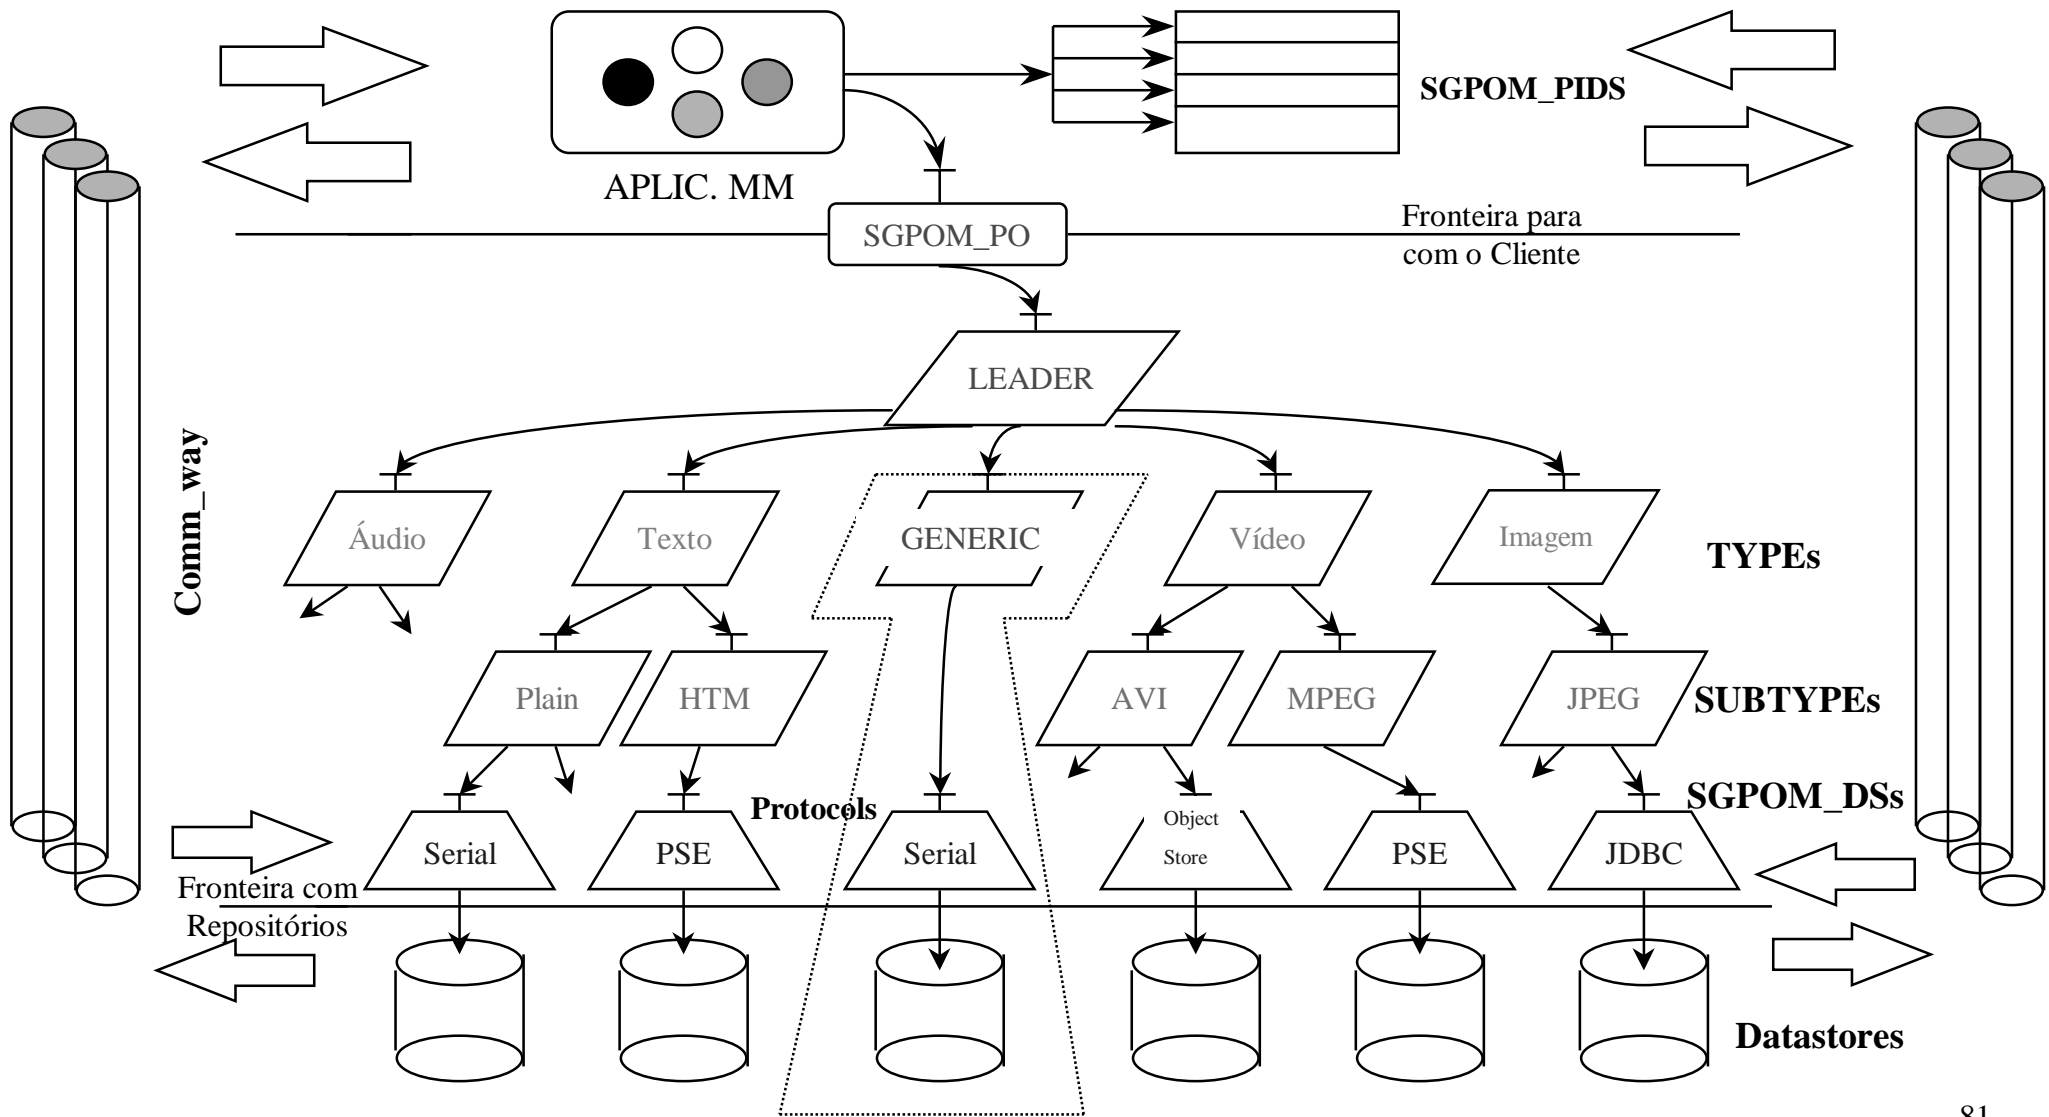 SGPOM_PIDS
APLIC. MM
SGPOM_PO
Fronteira para
com o Cliente
LEADER
Comm_way
Áudio
Texto
GENERIC
Vídeo
Imagem
TYPEs
Plain
HTM
AVI
MPEG
JPEG
SUBTYPEs
Protocols
SGPOM_DSs
Serial
PSE
Serial
Object
Store
PSE
JDBC
Fronteira com
Repositórios
Datastores
81